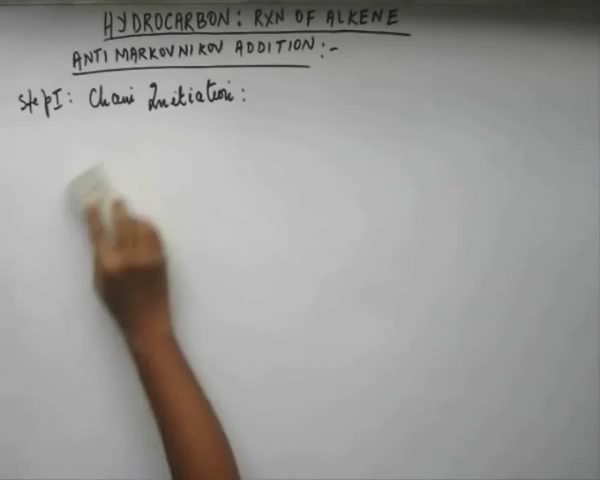 HYDROCARBON: RXN OF ALKENE
ANTI MARKOVNIKOV ADDITION:-
Step I: Chain Initiation: